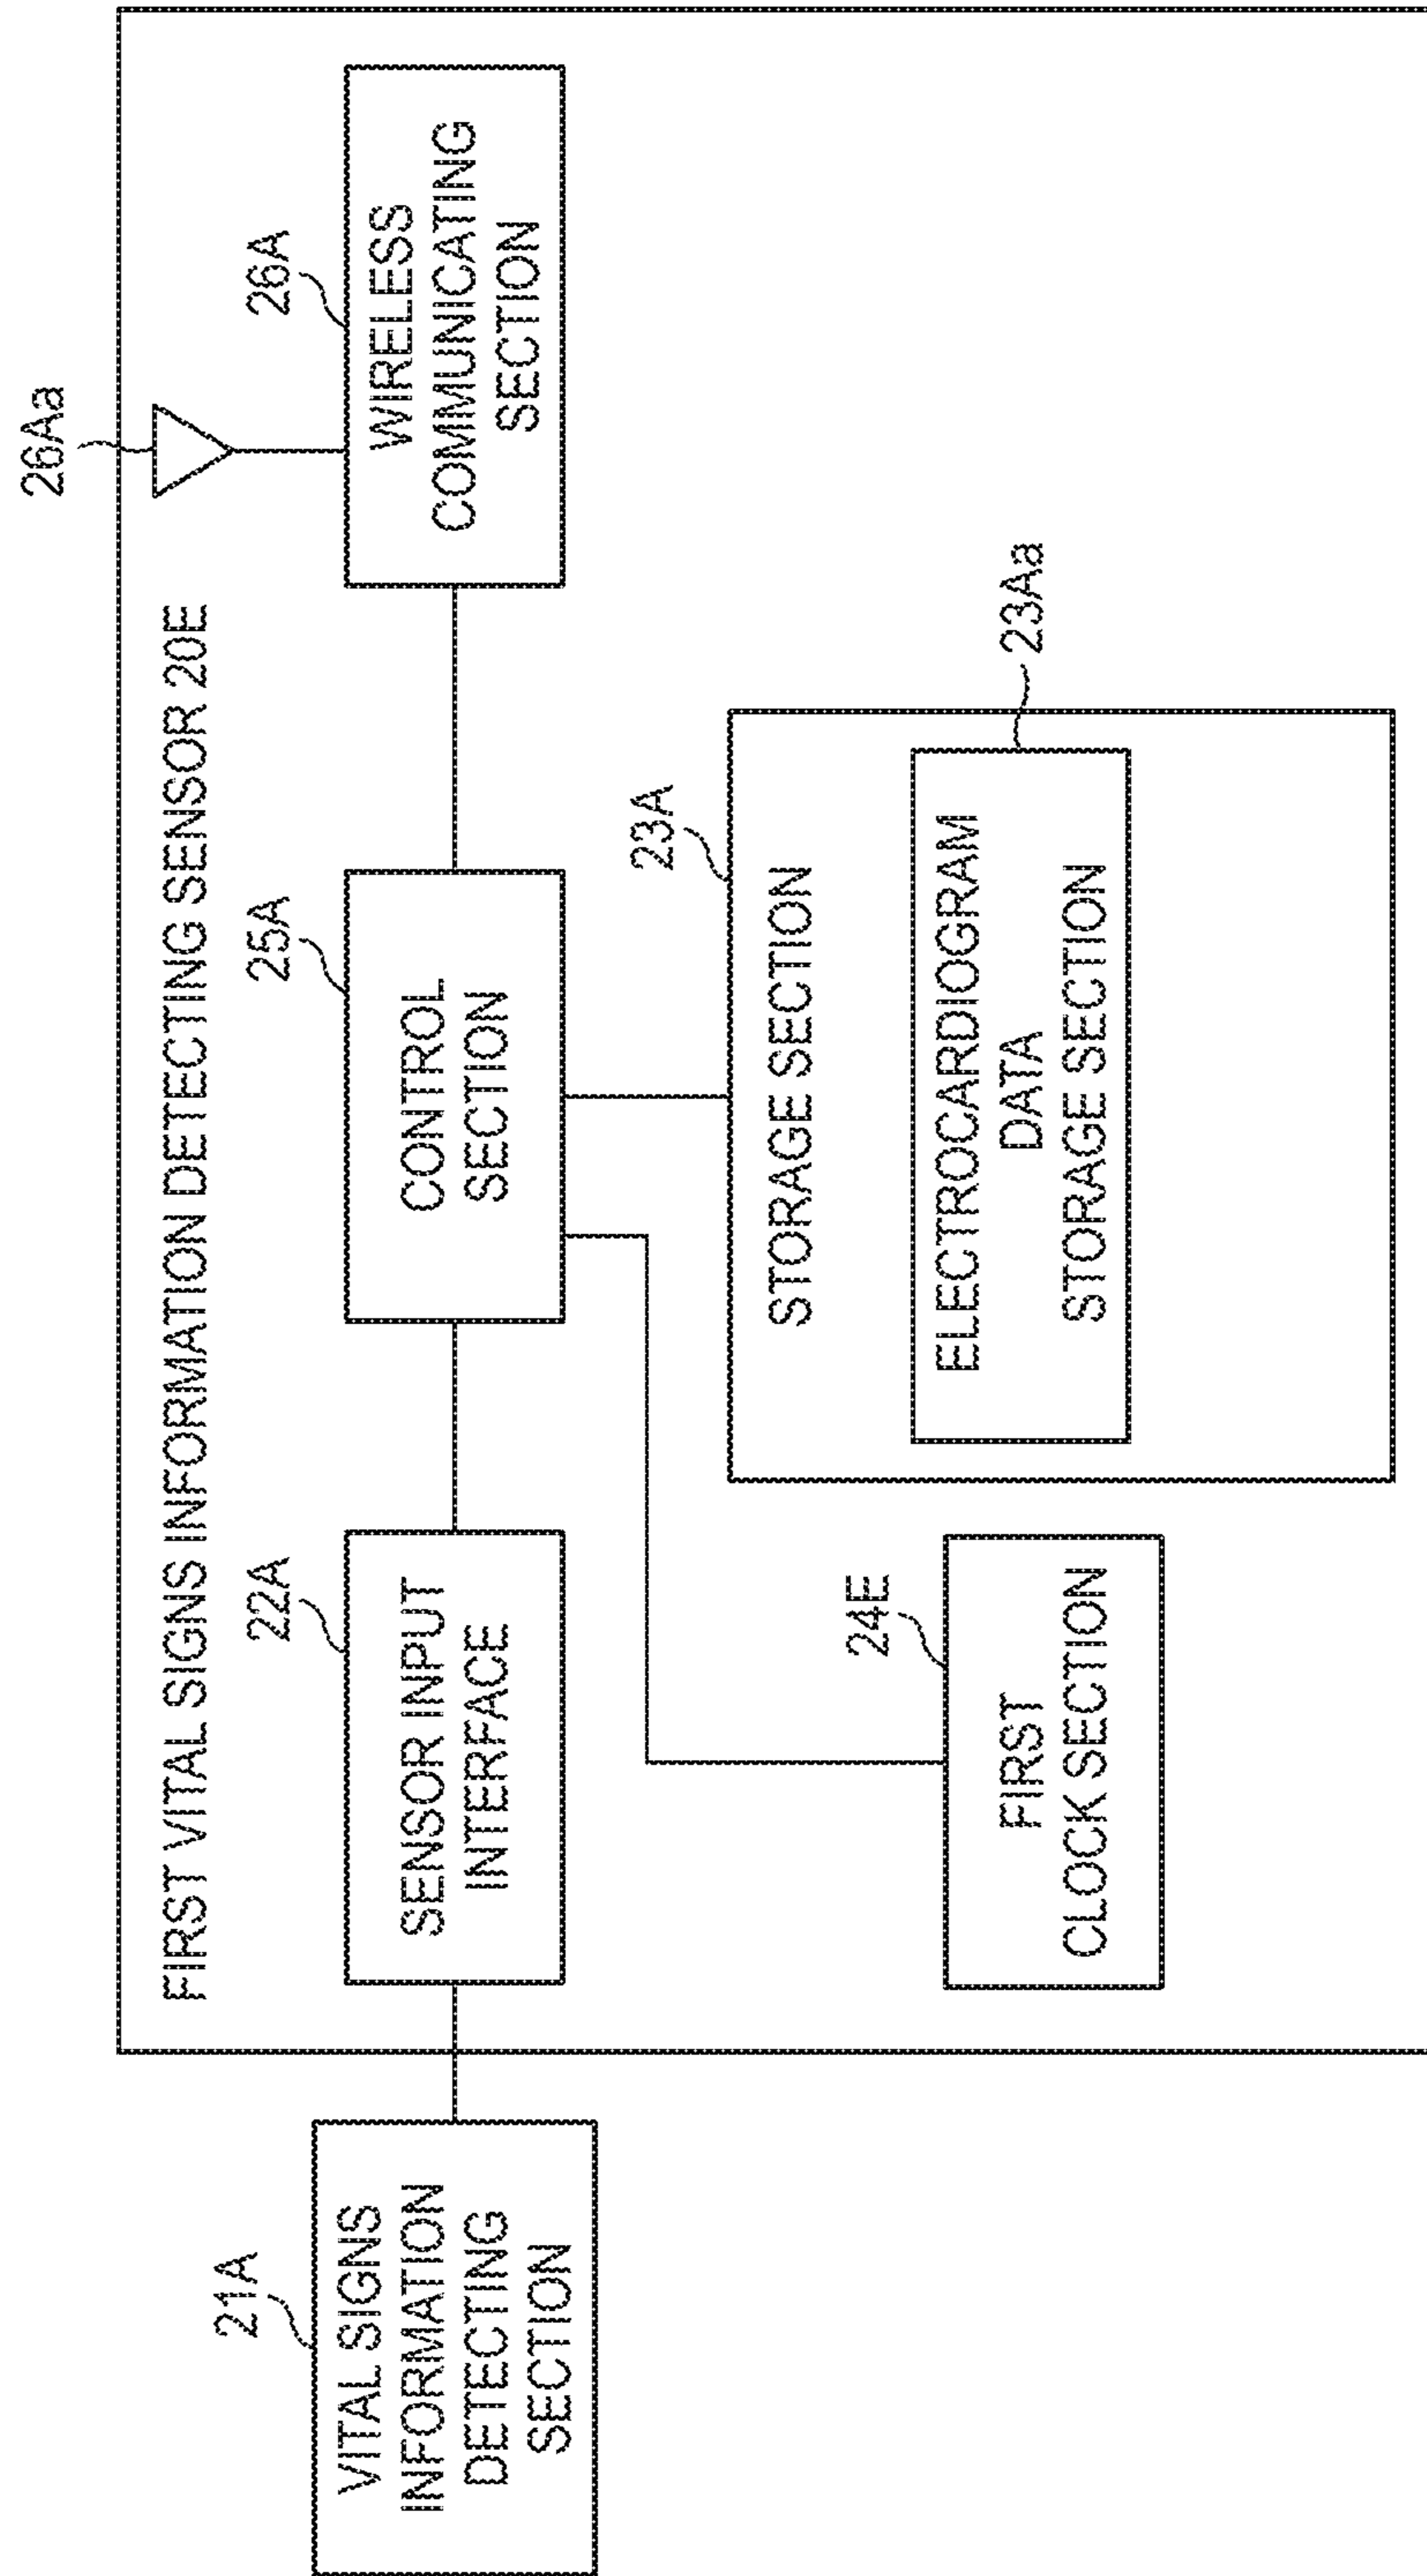 FIRST VITAL SIGNS INFORMATION DETECTING SENSOR 20E
26Aa
21A
VITAL SIGNS
INFORMATION
DETECTING
SECTION
22A
SENSOR INPUT
INTERFACE
25A
CONTROL
SECTION
26A
WIRELESS
COMMUNICATING
SECTION
24E
FIRST
CLOCK SECTION
23A
STORAGE SECTION
23Aa
ELECTROCARDIOGRAM
DATA
STORAGE SECTION